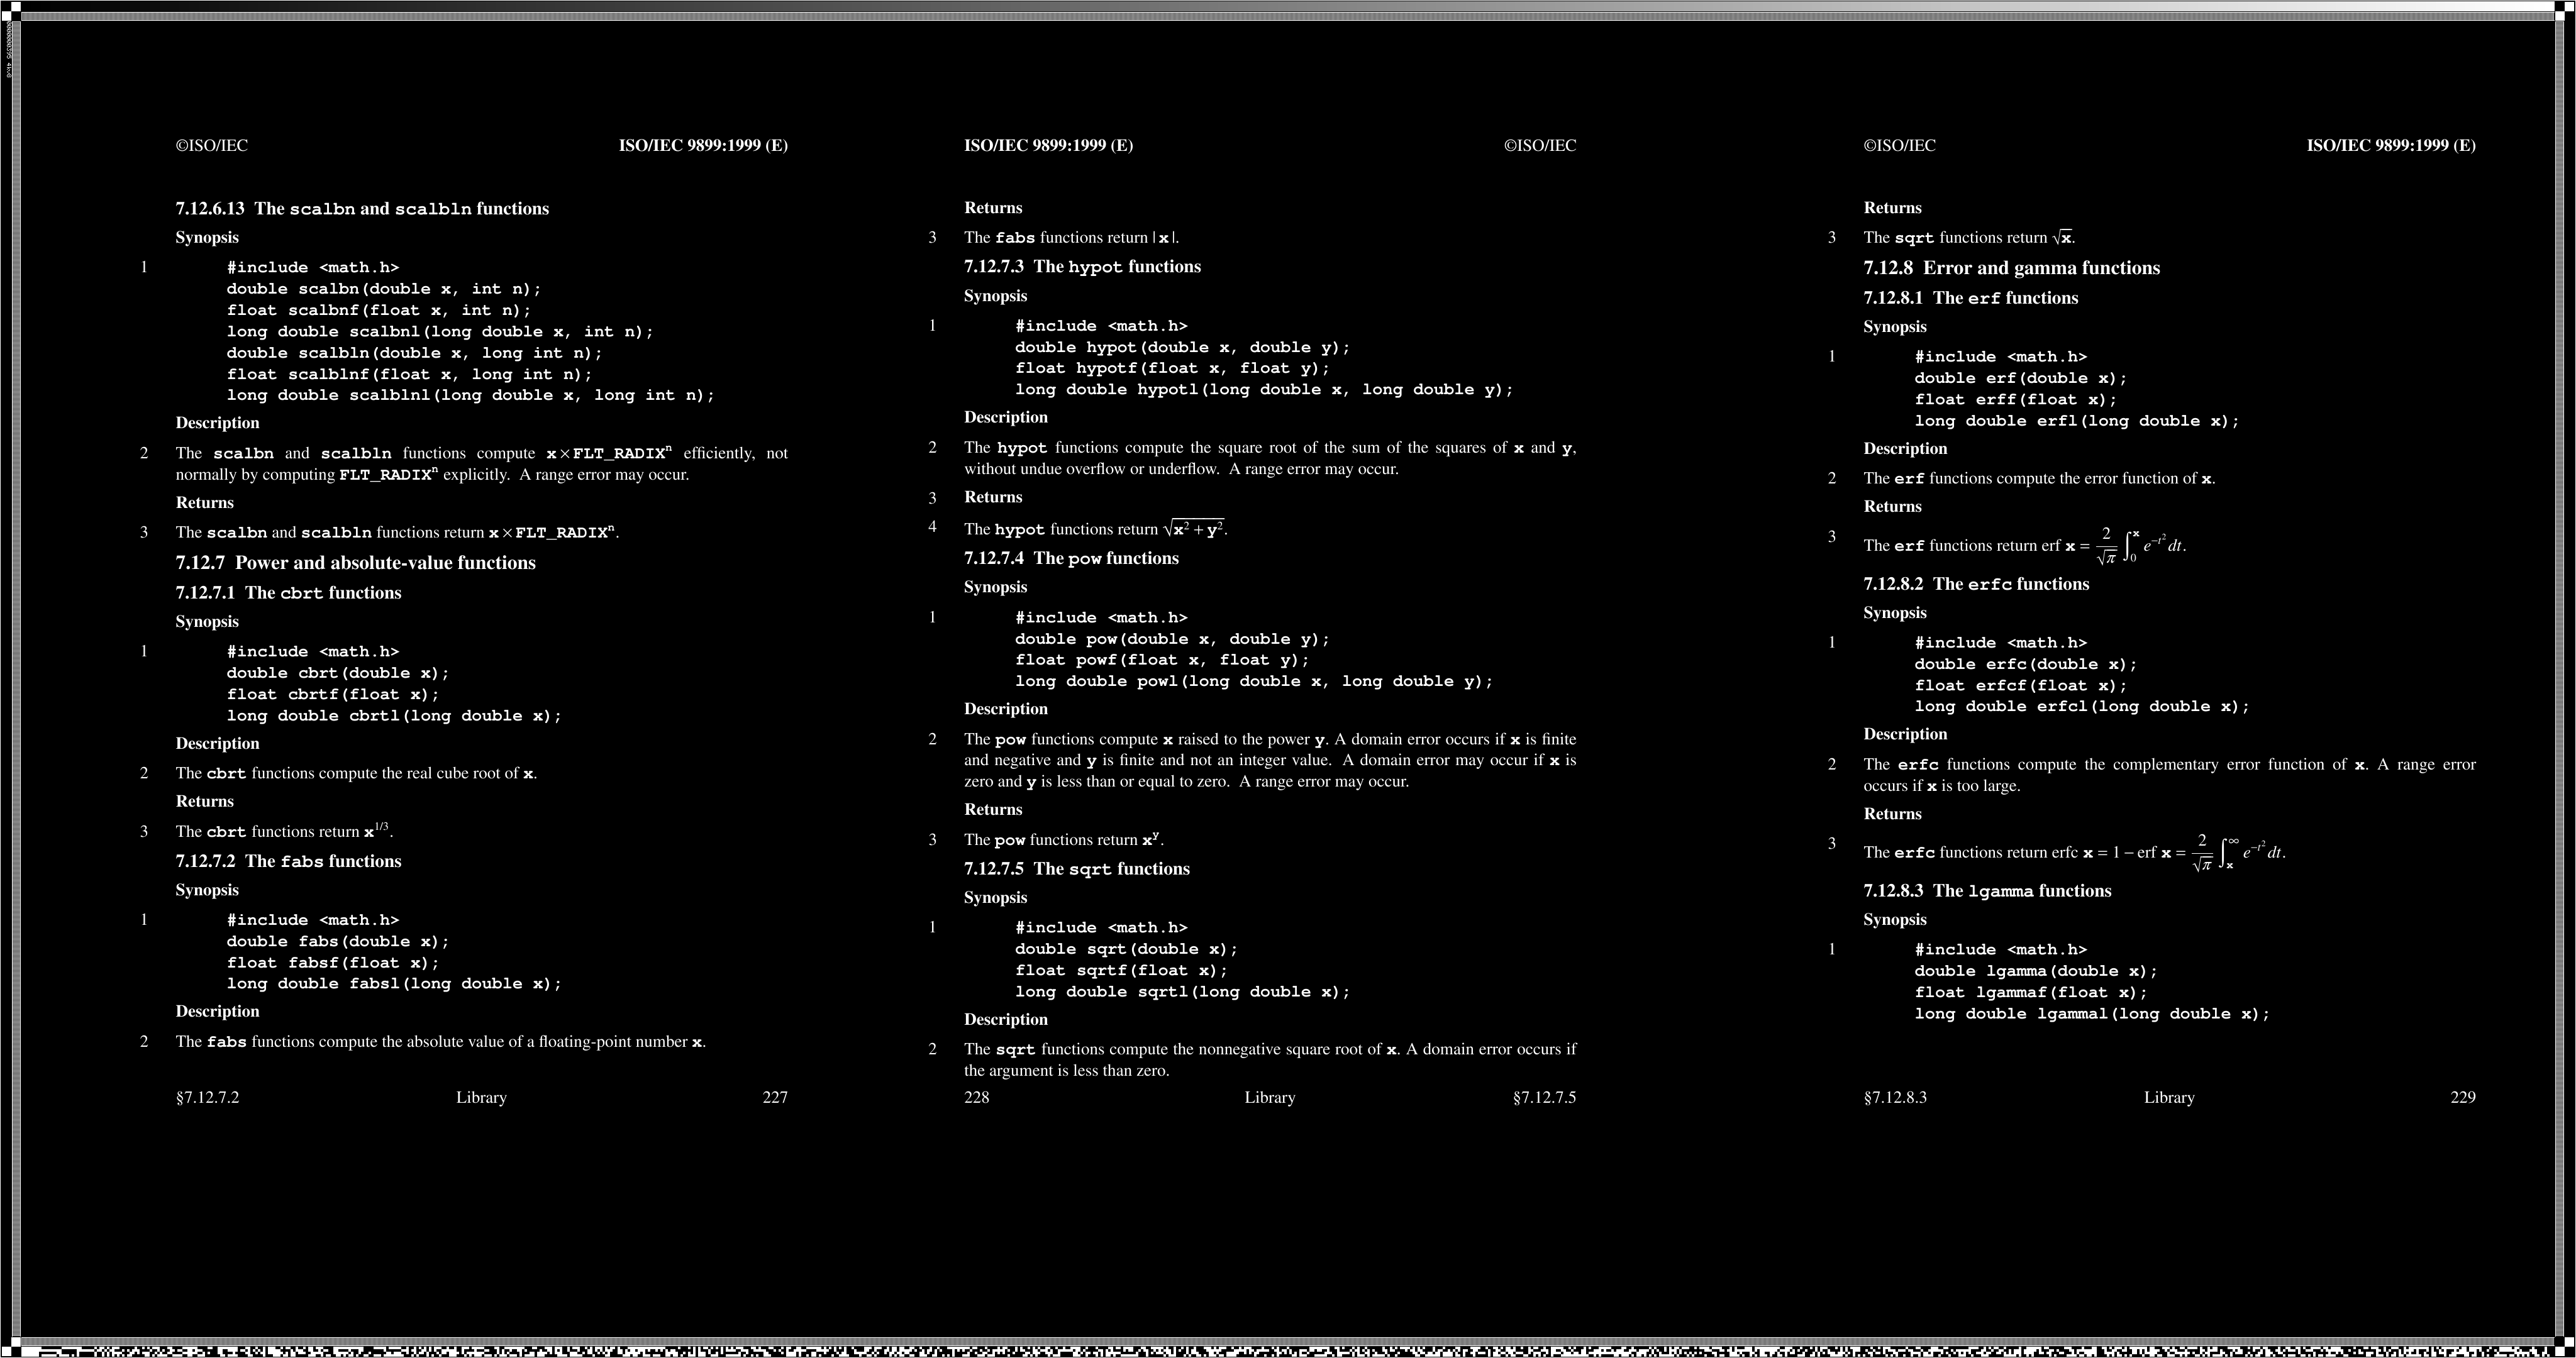 0000000395 4kv8
©ISO/IEC ISO/IEC 9899:1999 (E)
7.12.6.13 The scalbn and scalbln functions
Synopsis
1 #include <math.h>
double scalbn(double x, int n);
float scalbnf(float x, int n);
long double scalbnl(long double x, int n);
double scalbln(double x, long int n);
float scalblnf(float x, long int n);
long double scalblnl(long double x, long int n);
Description
2 The scalbn and scalbln functions compute x × FLT_RADIXⁿ efficiently, not
normally by computing FLT_RADIXⁿ explicitly. A range error may occur.
Returns
3 The scalbn and scalbln functions return x × FLT_RADIXⁿ.
7.12.7 Power and absolute-value functions
7.12.7.1 The cbrt functions
Synopsis
1 #include <math.h>
double cbrt(double x);
float cbrtf(float x);
long double cbrtl(long double x);
Description
2 The cbrt functions compute the real cube root of x.
Returns
3 The cbrt functions return x^1/3.
7.12.7.2 The fabs functions
Synopsis
1 #include <math.h>
double fabs(double x);
float fabsf(float x);
long double fabsl(long double x);
Description
2 The fabs functions compute the absolute value of a floating-point number x.
§7.12.7.2 Library 227
ISO/IEC 9899:1999 (E) ©ISO/IEC
Returns
3 The fabs functions return | x |.
7.12.7.3 The hypot functions
Synopsis
1 #include <math.h>
double hypot(double x, double y);
float hypotf(float x, float y);
long double hypotl(long double x, long double y);
Description
2 The hypot functions compute the square root of the sum of the squares of x and y,
without undue overflow or underflow. A range error may occur.
3 Returns
4 The hypot functions return √(x² + y²).
7.12.7.4 The pow functions
Synopsis
1 #include <math.h>
double pow(double x, double y);
float powf(float x, float y);
long double powl(long double x, long double y);
Description
2 The pow functions compute x raised to the power y. A domain error occurs if x is finite
and negative and y is finite and not an integer value. A domain error may occur if x is
zero and y is less than or equal to zero. A range error may occur.
Returns
3 The pow functions return x^y.
7.12.7.5 The sqrt functions
Synopsis
1 #include <math.h>
double sqrt(double x);
float sqrtf(float x);
long double sqrtl(long double x);
Description
2 The sqrt functions compute the nonnegative square root of x. A domain error occurs if
the argument is less than zero.
228 Library §7.12.7.5
©ISO/IEC ISO/IEC 9899:1999 (E)
Returns
3 The sqrt functions return √x.
7.12.8 Error and gamma functions
7.12.8.1 The erf functions
Synopsis
1 #include <math.h>
double erf(double x);
float erff(float x);
long double erfl(long double x);
Description
2 The erf functions compute the error function of x.
Returns
3 The erf functions return erf x = 2/√π ∫₀^x e^−t² dt.
7.12.8.2 The erfc functions
Synopsis
1 #include <math.h>
double erfc(double x);
float erfcf(float x);
long double erfcl(long double x);
Description
2 The erfc functions compute the complementary error function of x. A range error
occurs if x is too large.
Returns
3 The erfc functions return erfc x = 1 − erf x = 2/√π ∫ₓ^∞ e^−t² dt.
7.12.8.3 The lgamma functions
Synopsis
1 #include <math.h>
double lgamma(double x);
float lgammaf(float x);
long double lgammal(long double x);
§7.12.8.3 Library 229